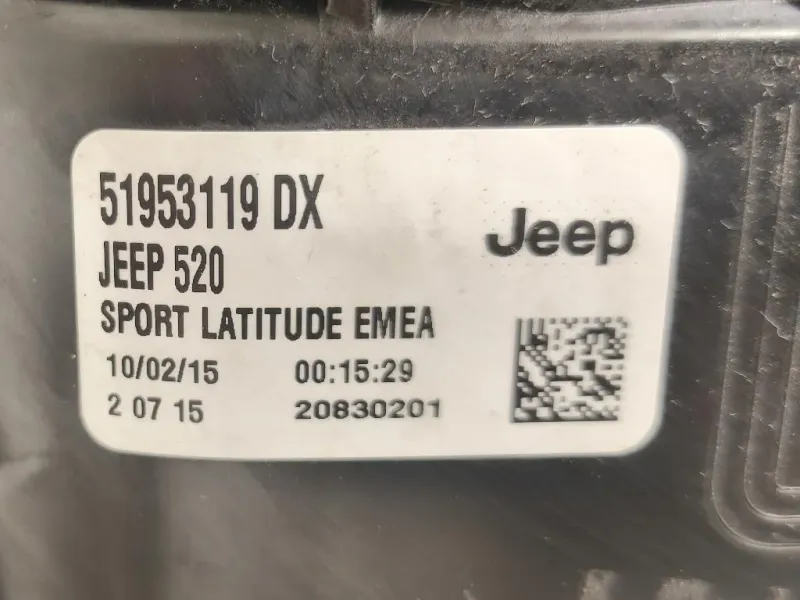 51953119 DX
Jeep
JEEP 520
SPORT LATITUDE EMEA
10/02/15 00:15:29
2 07 15 20830201